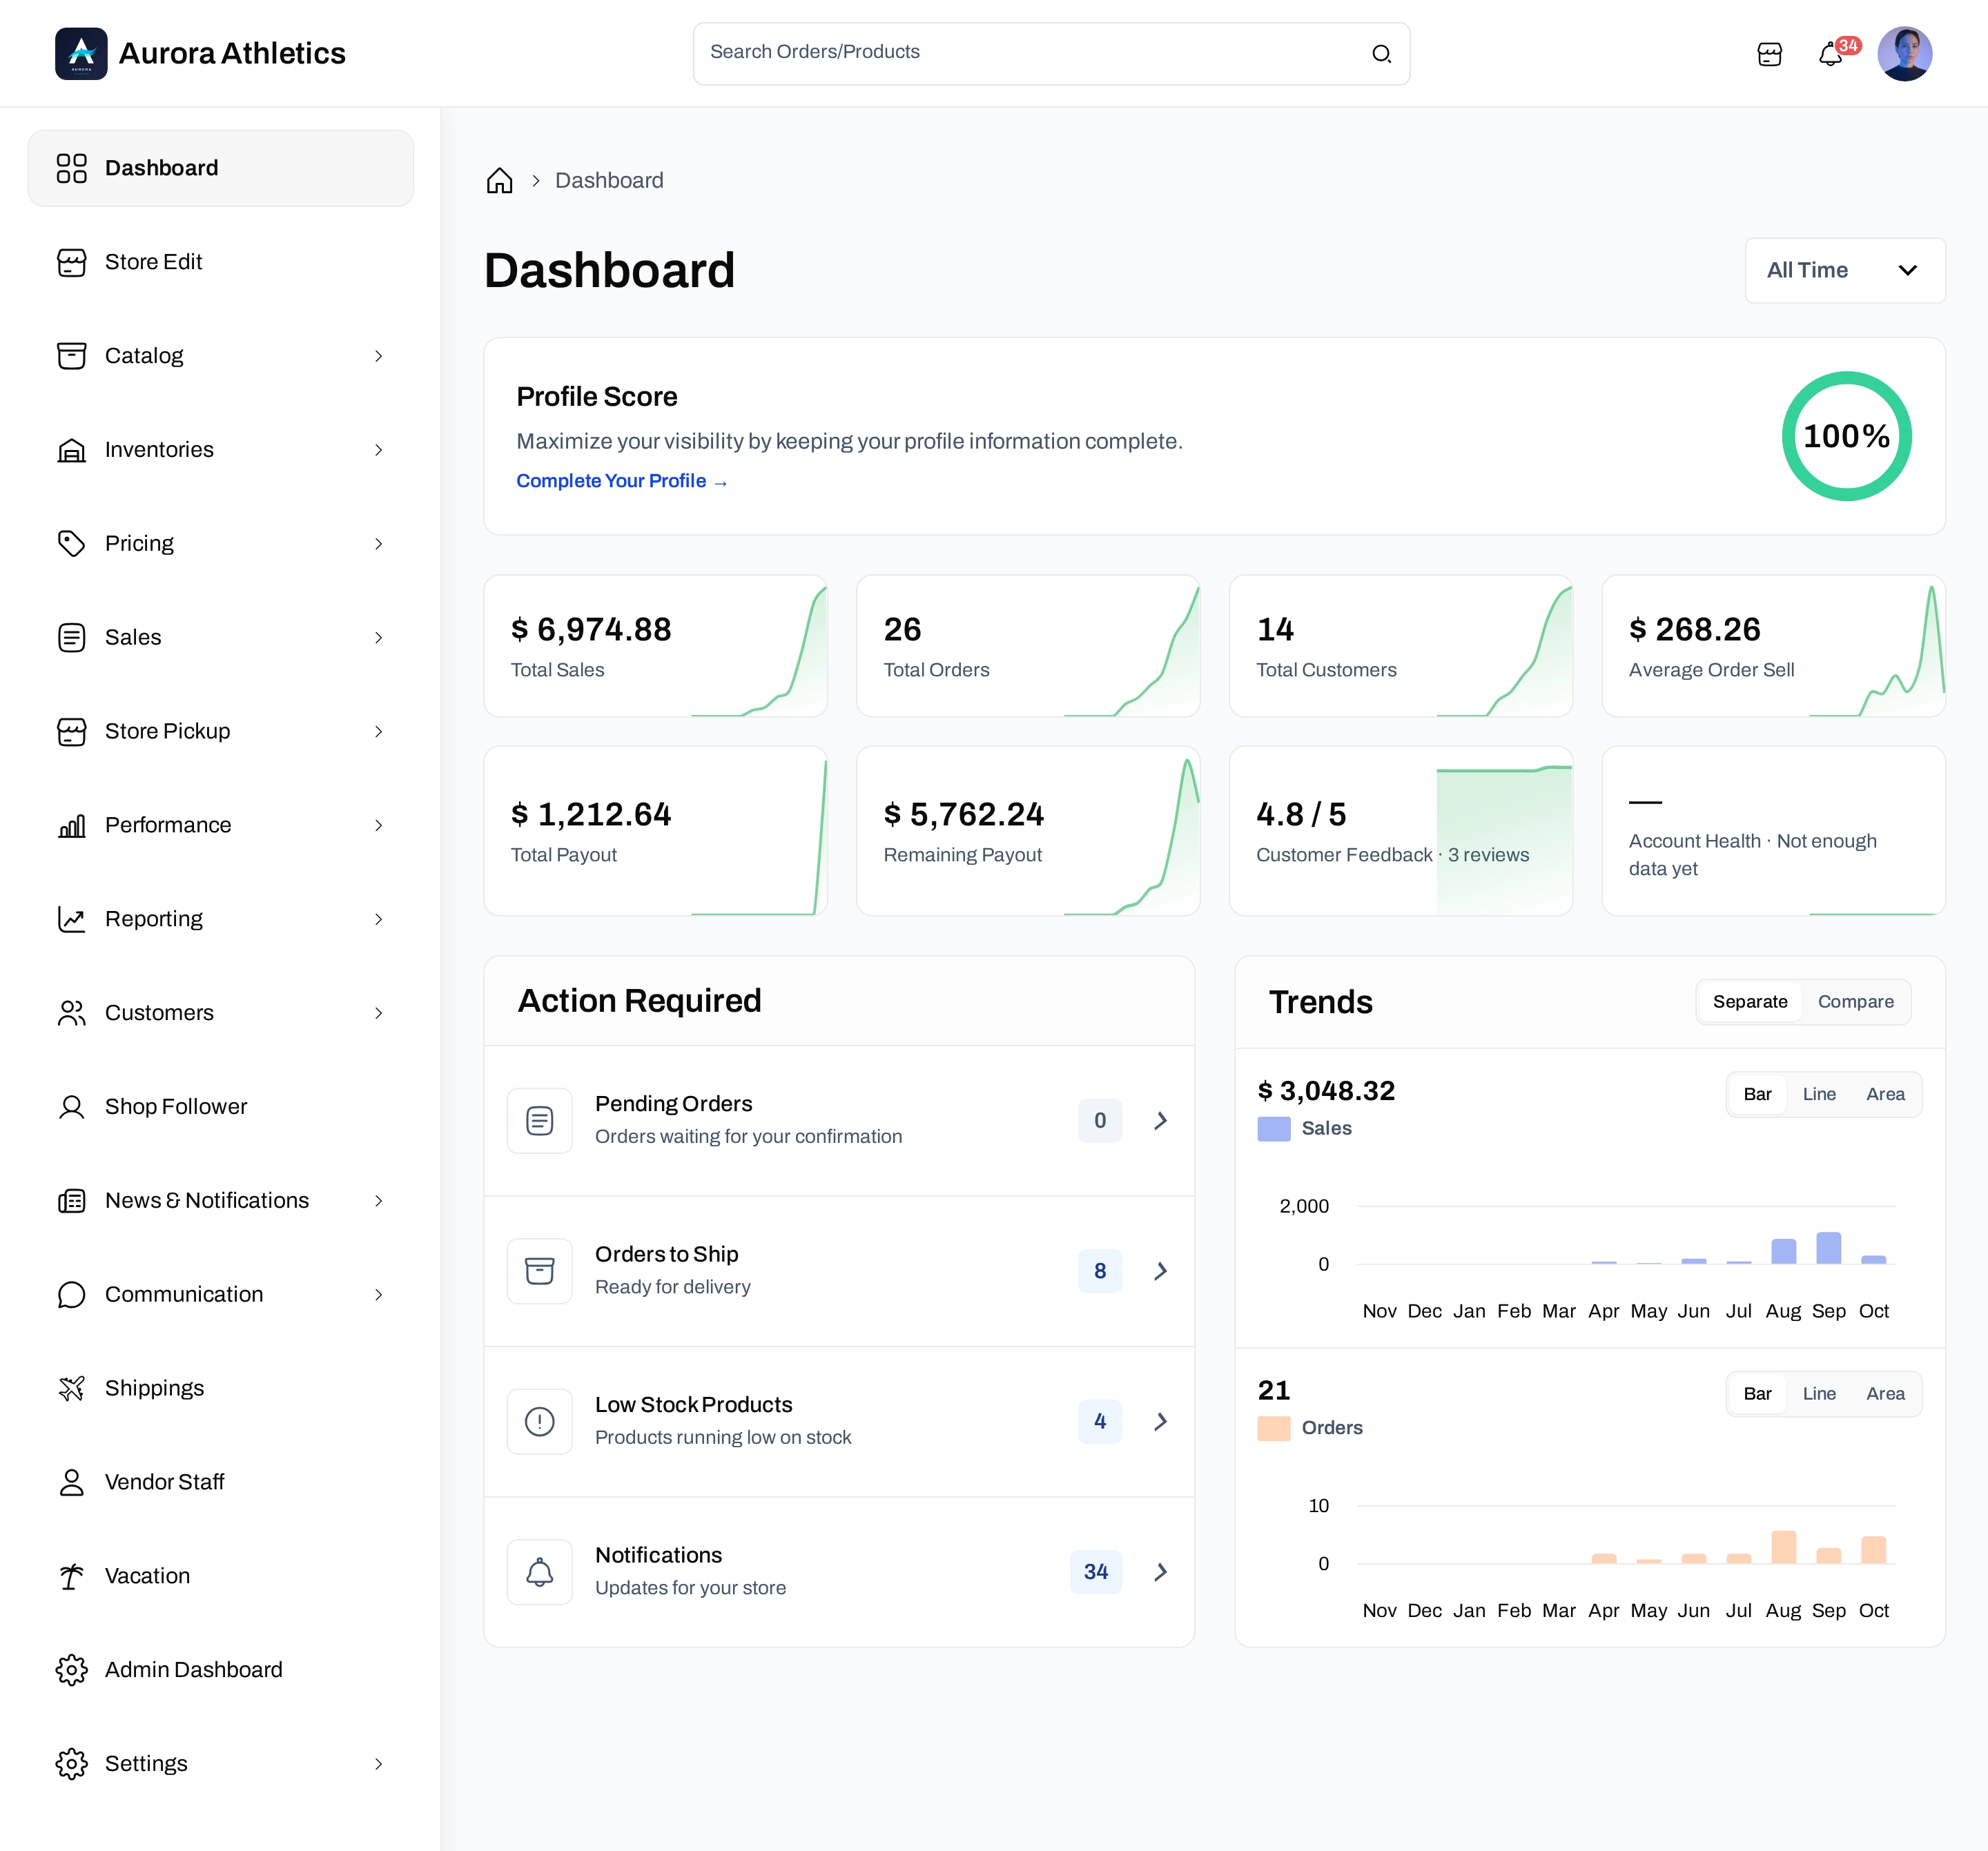 Aurora Athletics
Search Orders/Products
34
Dashboard
Store Edit
Catalog
Inventories
Pricing
Sales
Store Pickup
Performance
Reporting
Customers
Shop Follower
News & Notifications
Communication
Shippings
Vendor Staff
Vacation
Admin Dashboard
Settings
Dashboard
Dashboard
All Time
Profile Score
Maximize your visibility by keeping your profile information complete.
Complete Your Profile →
100%
$ 6,974.88
Total Sales
26
Total Orders
14
Total Customers
$ 268.26
Average Order Sell
$ 1,212.64
Total Payout
$ 5,762.24
Remaining Payout
4.8 / 5
Customer Feedback · 3 reviews
—
Account Health · Not enough
data yet
Action Required
Pending Orders
Orders waiting for your confirmation
0
Orders to Ship
Ready for delivery
8
Low Stock Products
Products running low on stock
4
Notifications
Updates for your store
34
Trends
Separate Compare
$ 3,048.32
Sales
Bar Line Area
2,000
0
Nov Dec Jan Feb Mar Apr May Jun Jul Aug Sep Oct
21
Orders
Bar Line Area
10
0
Nov Dec Jan Feb Mar Apr May Jun Jul Aug Sep Oct